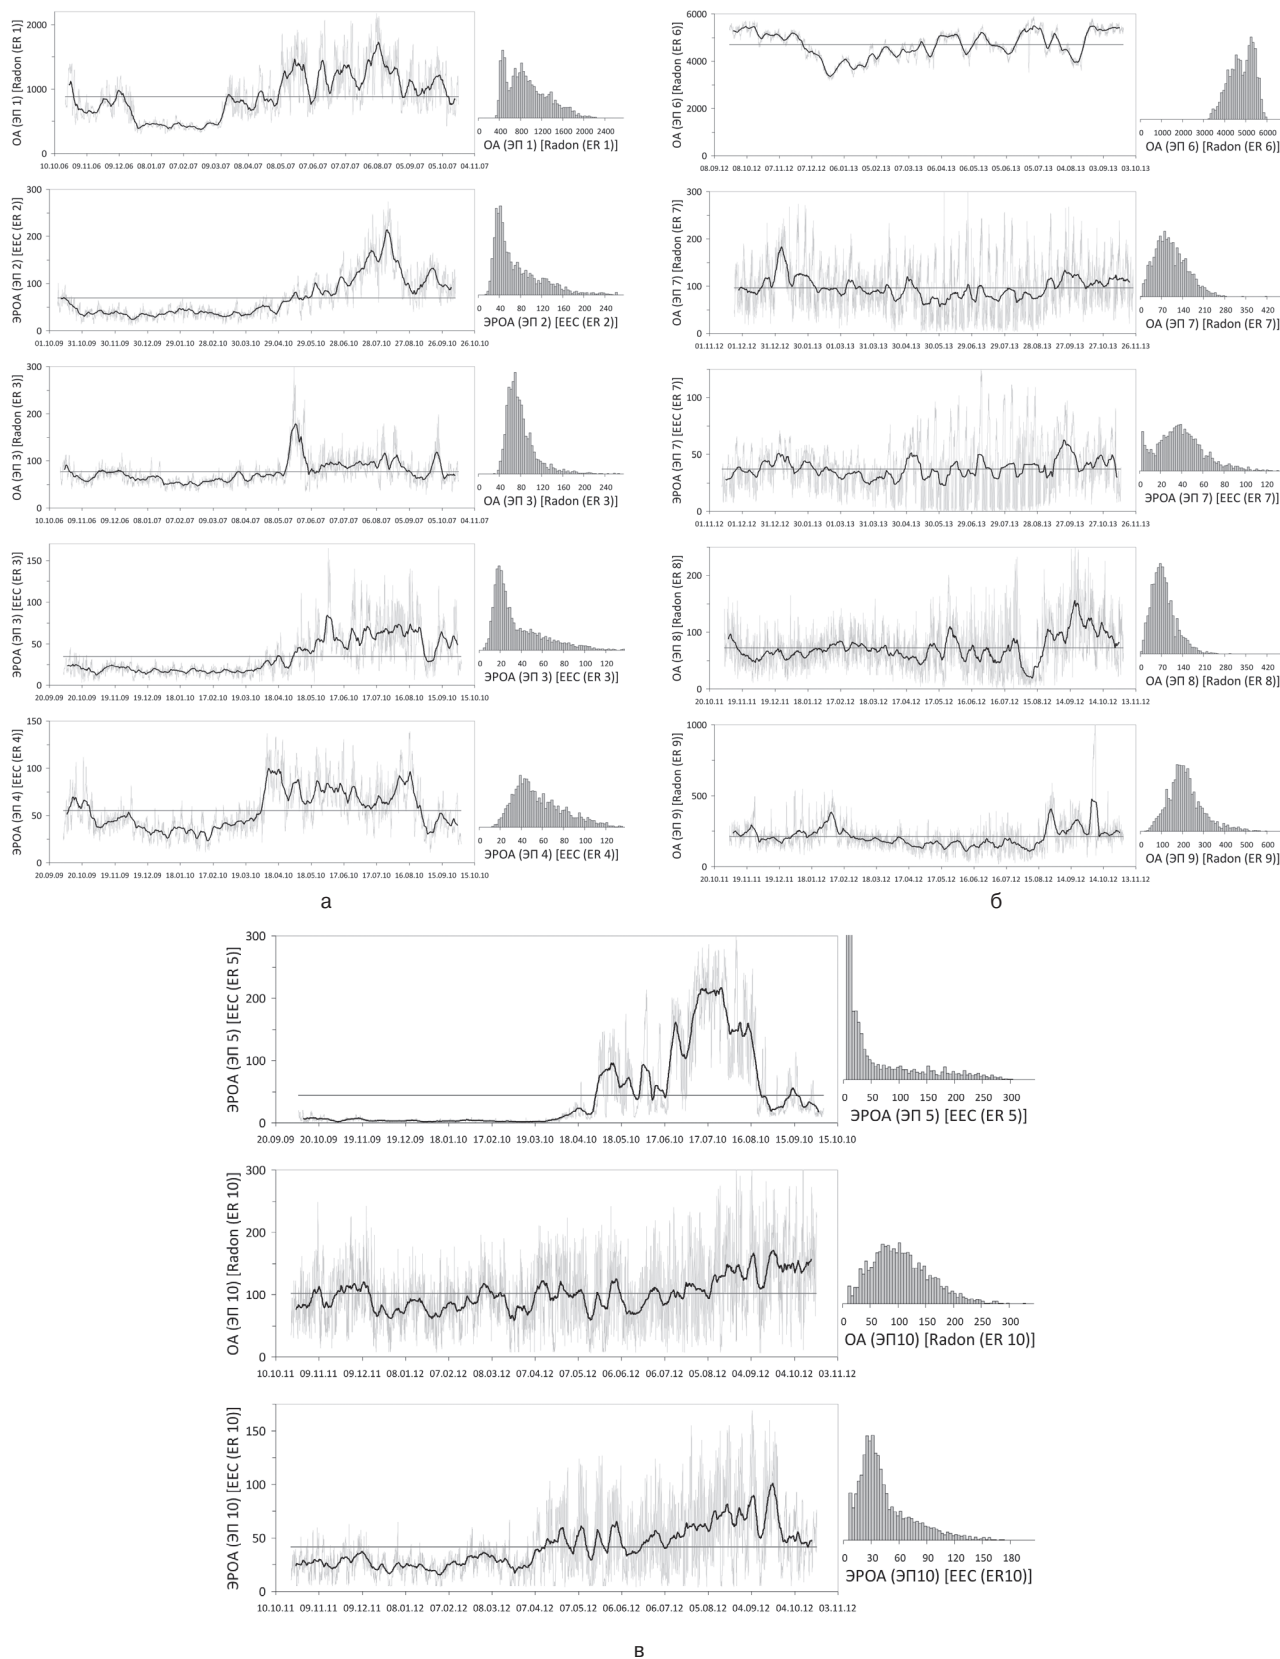 ОА (ЭП 1) [Radon (ER 1)]
2000
1000
0
10.10.06 09.11.06 09.12.06 08.01.07 07.02.07 09.03.07 08.04.07 08.05.07 07.06.07 07.07.07 06.08.07 05.09.07 05.10.07 04.11.07
0 400 800 1200 1600 2000 2400
ОА (ЭП 1) [Radon (ER 1)]
ЭРОА (ЭП 2) [EEC (ER 2)]
300
200
100
0
01.10.09 31.10.09 30.11.09 30.12.09 29.01.10 28.02.10 30.03.10 29.04.10 29.05.10 28.06.10 28.07.10 27.08.10 26.09.10 26.10.10
0 40 80 120 160 200 240
ЭРОА (ЭП 2) [EEC (ER 2)]
ОА (ЭП 3) [Radon (ER 3)]
300
200
100
0
10.10.06 09.11.06 09.12.06 08.01.07 07.02.07 09.03.07 08.04.07 08.05.07 07.06.07 07.07.07 06.08.07 05.09.07 05.10.07 04.11.07
0 40 80 120 160 200 240
ОА (ЭП 3) [Radon (ER 3)]
ЭРОА (ЭП 3) [EEC (ER 3)]
150
100
50
0
20.09.09 20.10.09 19.11.09 19.12.09 18.01.10 17.02.10 19.03.10 18.04.10 18.05.10 17.06.10 17.07.10 16.08.10 15.09.10 15.10.10
0 20 40 60 80 100 120
ЭРОА (ЭП 3) [EEC (ER 3)]
ЭРОА (ЭП 4) [EEC (ER 4)]
150
100
50
0
20.09.09 20.10.09 19.11.09 19.12.09 18.01.10 17.02.10 19.03.10 18.04.10 18.05.10 17.06.10 17.07.10 16.08.10 15.09.10 15.10.10
0 20 40 60 80 100 120
ЭРОА (ЭП 4) [EEC (ER 4)]
а
ОА (ЭП 6) [Radon (ER 6)]
6000
4000
2000
0
08.09.12 08.10.12 07.11.12 07.12.12 06.01.13 05.02.13 07.03.13 06.04.13 06.05.13 05.06.13 05.07.13 04.08.13 03.09.13 03.10.13
0 1000 2000 3000 4000 5000 6000
ОА (ЭП 6) [Radon (ER 6)]
ОА (ЭП 7) [Radon (ER 7)]
300
200
100
0
01.11.12 01.12.12 31.12.12 30.01.13 01.03.13 31.03.13 30.04.13 30.05.13 29.06.13 29.07.13 28.08.13 27.09.13 27.10.13 26.11.13
0 70 140 210 280 350 420
ОА (ЭП 7) [Radon (ER 7)]
ЭРОА (ЭП 7) [EEC (ER 7)]
100
50
0
01.11.12 01.12.12 31.12.12 30.01.13 01.03.13 31.03.13 30.04.13 30.05.13 29.06.13 29.07.13 28.08.13 27.09.13 27.10.13 26.11.13
0 20 40 60 80 100 120
ЭРОА (ЭП 7) [EEC (ER 7)]
ОА (ЭП 8) [Radon (ER 8)]
200
100
0
20.10.11 19.11.11 19.12.11 18.01.12 17.02.12 18.03.12 17.04.12 17.05.12 16.06.12 16.07.12 15.08.12 14.09.12 14.10.12 13.11.12
0 70 140 210 280 350 420
ОА (ЭП 8) [Radon (ER 8)]
ОА (ЭП 9) [Radon (ER 9)]
1000
500
0
20.10.11 19.11.11 19.12.11 18.01.12 17.02.12 18.03.12 17.04.12 17.05.12 16.06.12 16.07.12 15.08.12 14.09.12 14.10.12 13.11.12
0 100 200 300 400 500 600
ОА (ЭП 9) [Radon (ER 9)]
б
ЭРОА (ЭП 5) [EEC (ER 5)]
300
200
100
0
20.09.09 20.10.09 19.11.09 19.12.09 18.01.10 17.02.10 19.03.10 18.04.10 18.05.10 17.06.10 17.07.10 16.08.10 15.09.10 15.10.10
0 50 100 150 200 250 300
ЭРОА (ЭП 5) [EEC (ER 5)]
ОА (ЭП 10) [Radon (ER 10)]
300
200
100
0
10.10.11 09.11.11 09.12.11 08.01.12 07.02.12 08.03.12 07.04.12 07.05.12 06.06.12 06.07.12 05.08.12 04.09.12 04.10.12 03.11.12
0 50 100 150 200 250 300
ОА (ЭП10) [Radon (ER 10)]
ЭРОА (ЭП 10) [EEC (ER 10)]
150
100
50
0
10.10.11 09.11.11 09.12.11 08.01.12 07.02.12 08.03.12 07.04.12 07.05.12 06.06.12 06.07.12 05.08.12 04.09.12 04.10.12 03.11.12
0 30 60 90 120 150 180
ЭРОА (ЭП10) [EEC (ER10)]
в